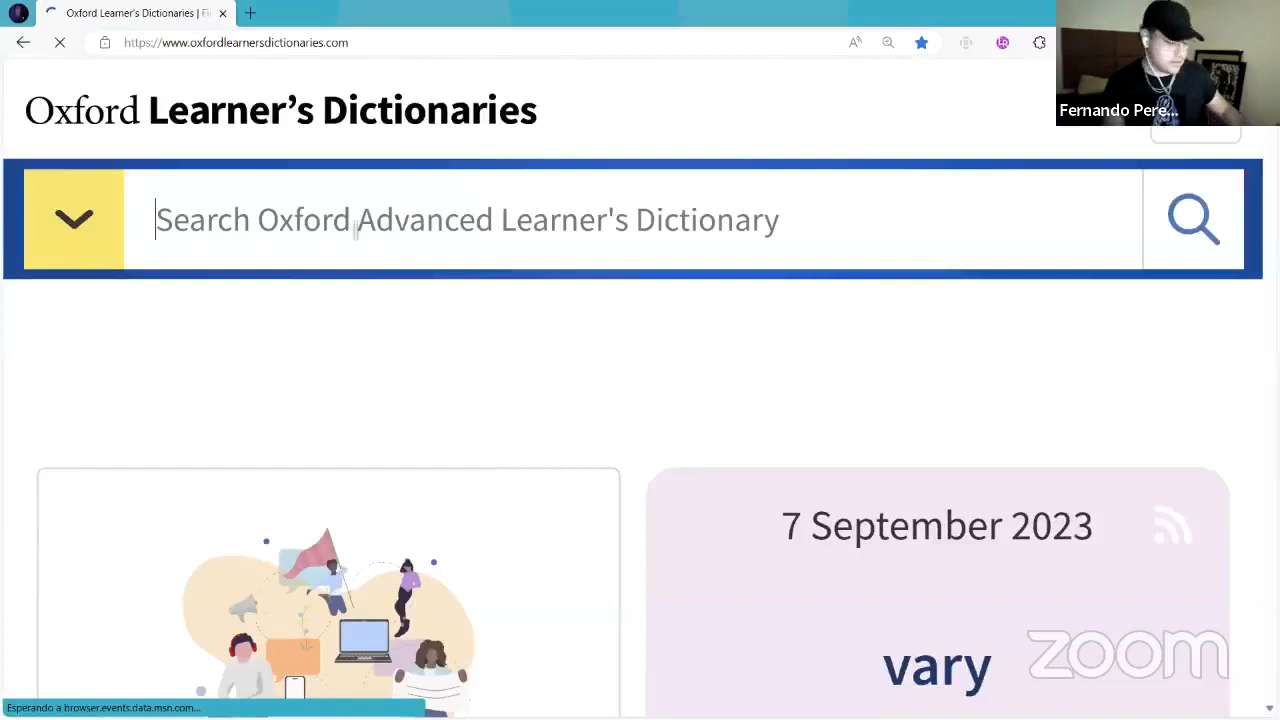 Oxford Learner's Dictionaries | Fi
https://www.oxfordlearnersdictionaries.com
Fernando Pere...
Oxford Learner’s Dictionaries
Search Oxford Advanced Learner's Dictionary
7 September 2023
vary
zoom
Esperando a browser.events.data.msn.com...